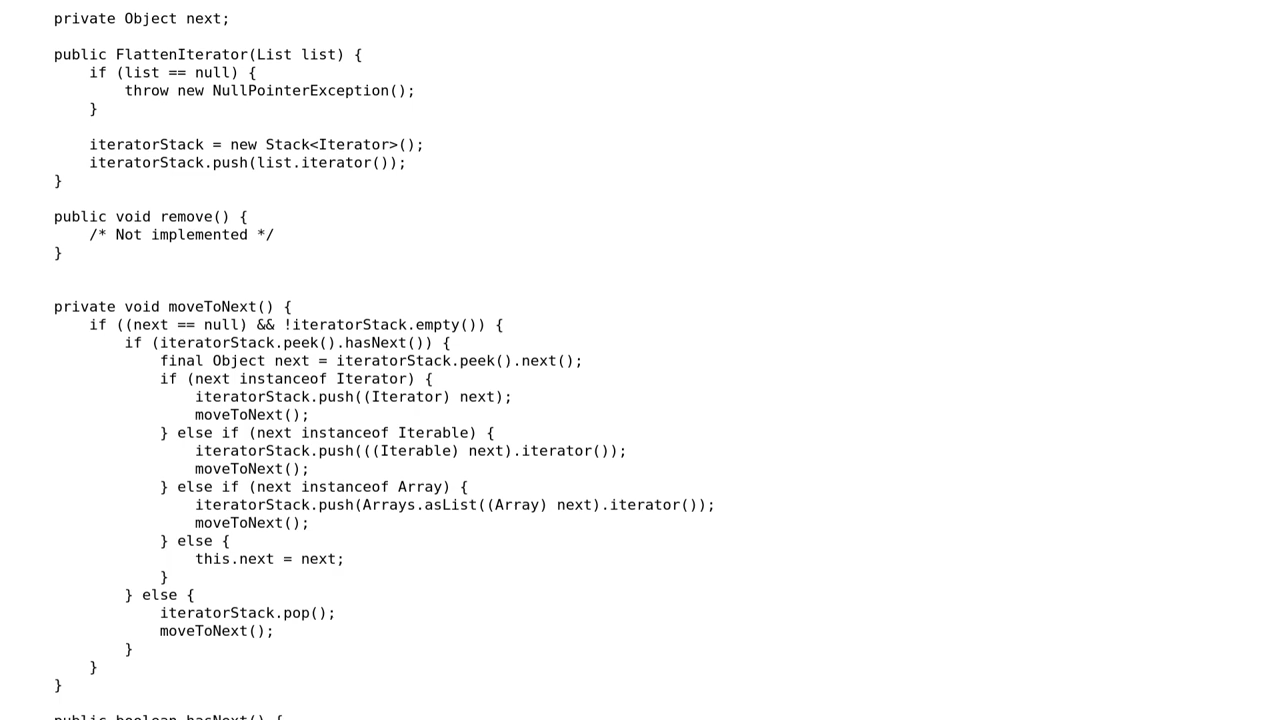 private Object next;
public FlattenIterator(List list) {
if (list == null) {
throw new NullPointerException();
}
iteratorStack = new Stack<Iterator>();
iteratorStack.push(list.iterator());
}
public void remove() {
/* Not implemented */
}
private void moveToNext() {
if ((next == null) && !iteratorStack.empty()) {
if (iteratorStack.peek().hasNext()) {
final Object next = iteratorStack.peek().next();
if (next instanceof Iterator) {
iteratorStack.push((Iterator) next);
moveToNext();
} else if (next instanceof Iterable) {
iteratorStack.push(((Iterable) next).iterator());
moveToNext();
} else if (next instanceof Array) {
iteratorStack.push(Arrays.asList((Array) next).iterator());
moveToNext();
} else {
this.next = next;
}
} else {
iteratorStack.pop();
moveToNext();
}
}
}
public boolean hasNext() {